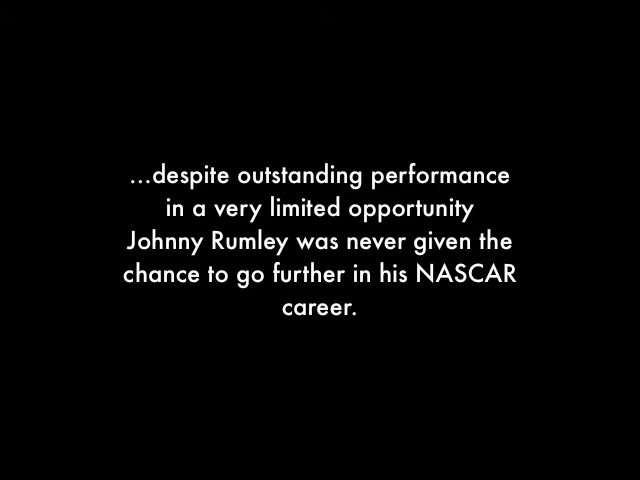 ...despite outstanding performance
in a very limited opportunity
Johnny Rumley was never given the
chance to go further in his NASCAR
career.